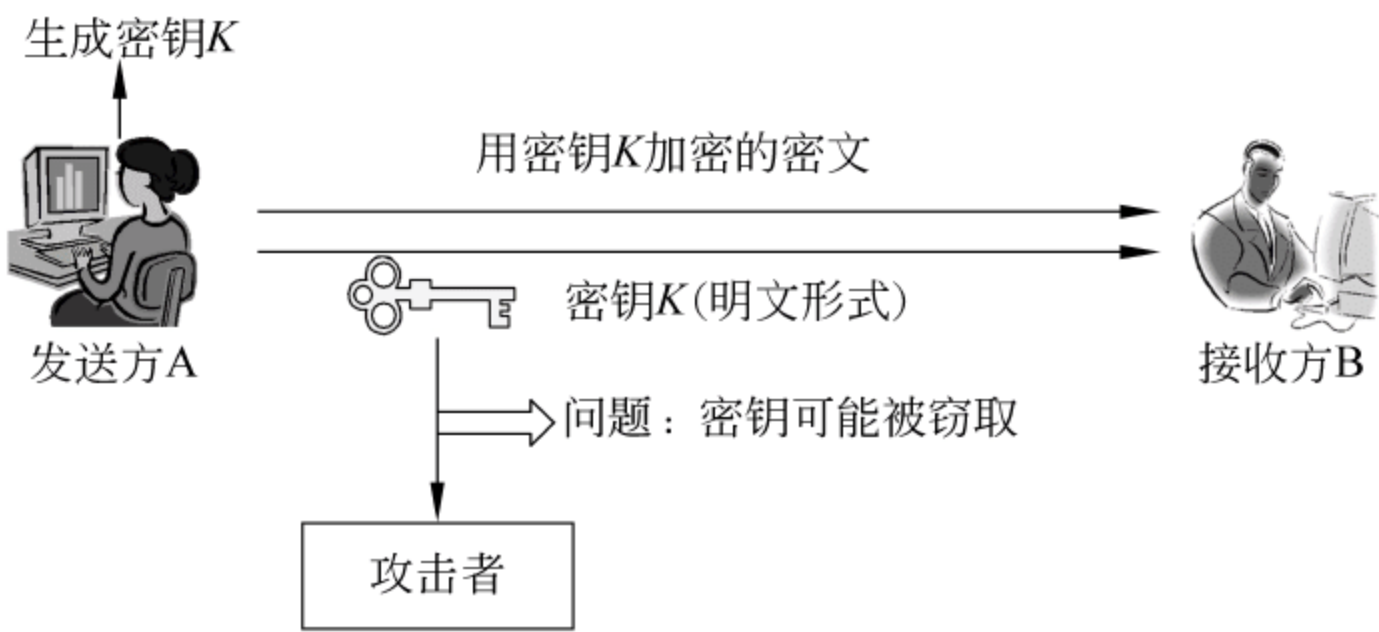 生成密钥K
用密钥K加密的密文
密钥K(明文形式)
发送方A
接收方B
问题：密钥可能被窃取
攻击者